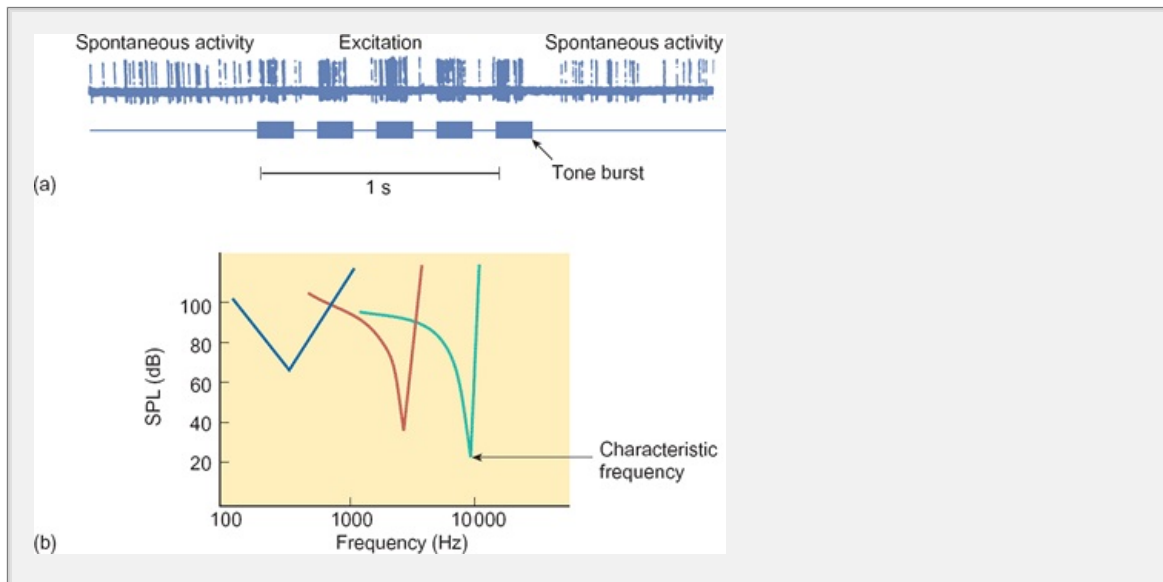 Spontaneous activity Excitation Spontaneous activity
Tone burst
1 s
(a)
100
80
60
40
20
SPL (dB)
Characteristic
frequency
100 1000 10000
Frequency (Hz)
(b)